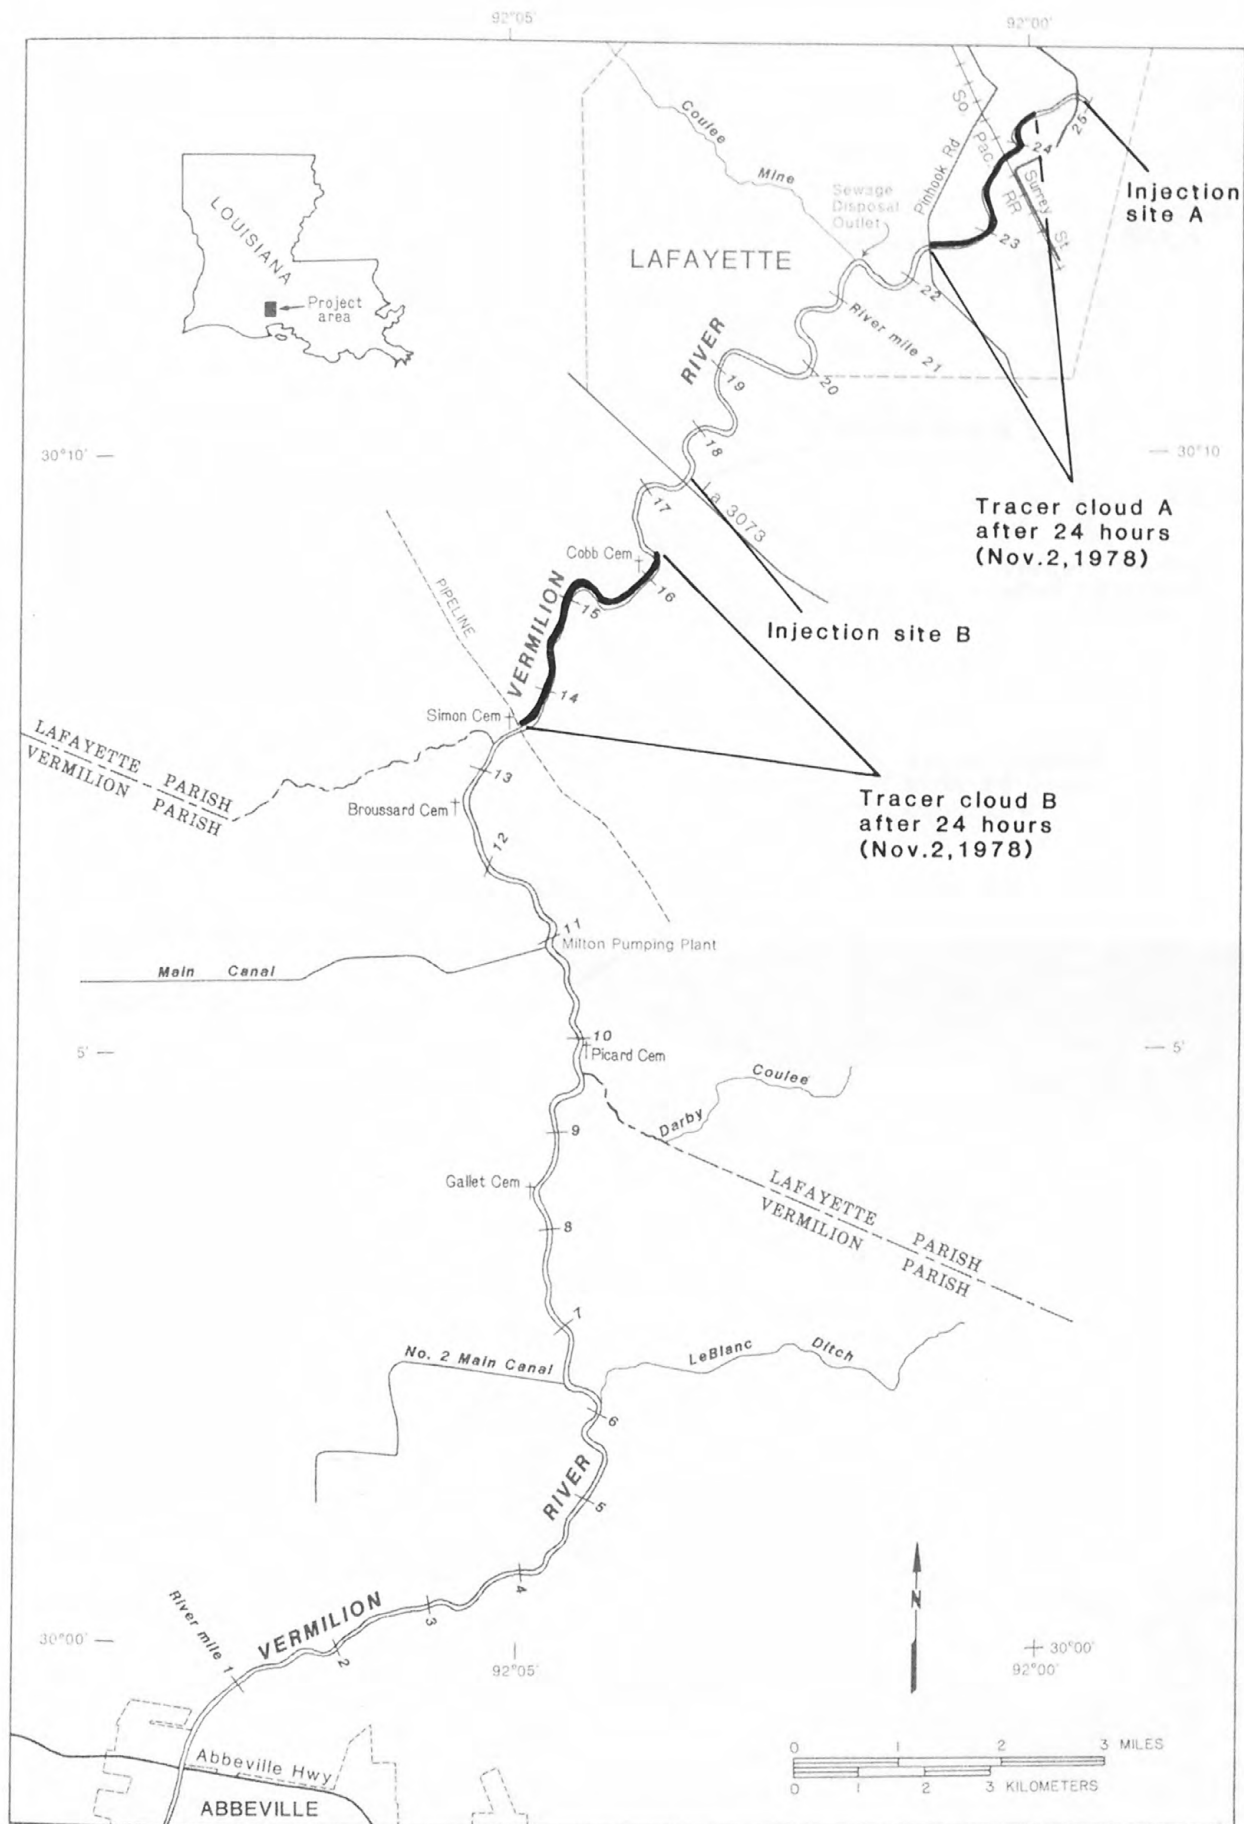 92°05'
92°00'
LOUISIANA
Project
area
Coulee
Mine
Sewage
Disposal
Outlet
LAFAYETTE
Pinhook Rd
So
Pac.
RR
Surrey St
25
24
23
22
River mile 21
20
19
18
17
16
15
14
13
12
11
10
9
8
7
6
5
4
3
2
River mile 1
Injection
site A
RIVER
30°10'
30°10
La 3073
Tracer cloud A
after 24 hours
(Nov.2,1978)
Cobb Cem
PIPELINE
VERMILION
Injection site B
Simon Cem
LAFAYETTE PARISH
VERMILION PARISH
Broussard Cem
Tracer cloud B
after 24 hours
(Nov.2,1978)
Milton Pumping Plant
Main Canal
5'
5'
Picard Cem
Darby Coulee
Gallet Cem
LAFAYETTE PARISH
VERMILION PARISH
No. 2 Main Canal
LeBlanc Ditch
RIVER
VERMILION
N
30°00'
92°05'
30°00'
92°00'
0 1 2 3 MILES
0 1 2 3 KILOMETERS
Abbeville Hwy
ABBEVILLE